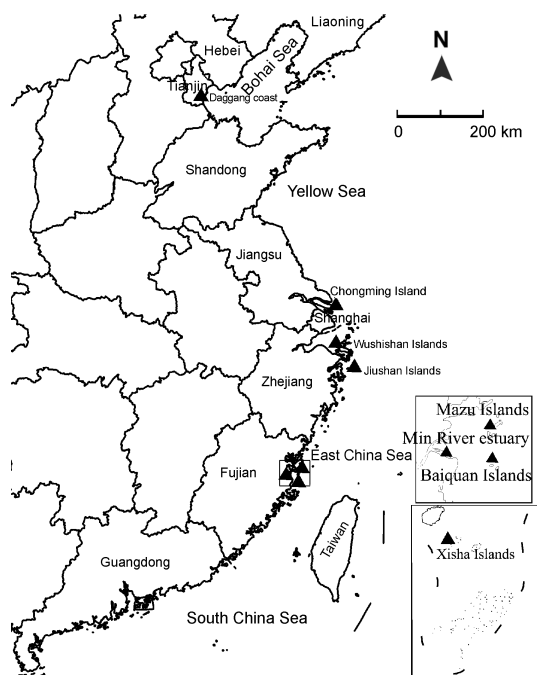 Liaoning
Hebei
Bohai Sea
N
Tianjin
Daggang coast
0 200 km
Shandong
Yellow Sea
Jiangsu
Chongming Island
Shanghai
Wushishan Islands
Jiushan Islands
Zhejiang
Mazu Islands
Min River estuary
East China Sea
Fujian
Baiquan Islands
Taiwan
Xisha Islands
Guangdong
South China Sea